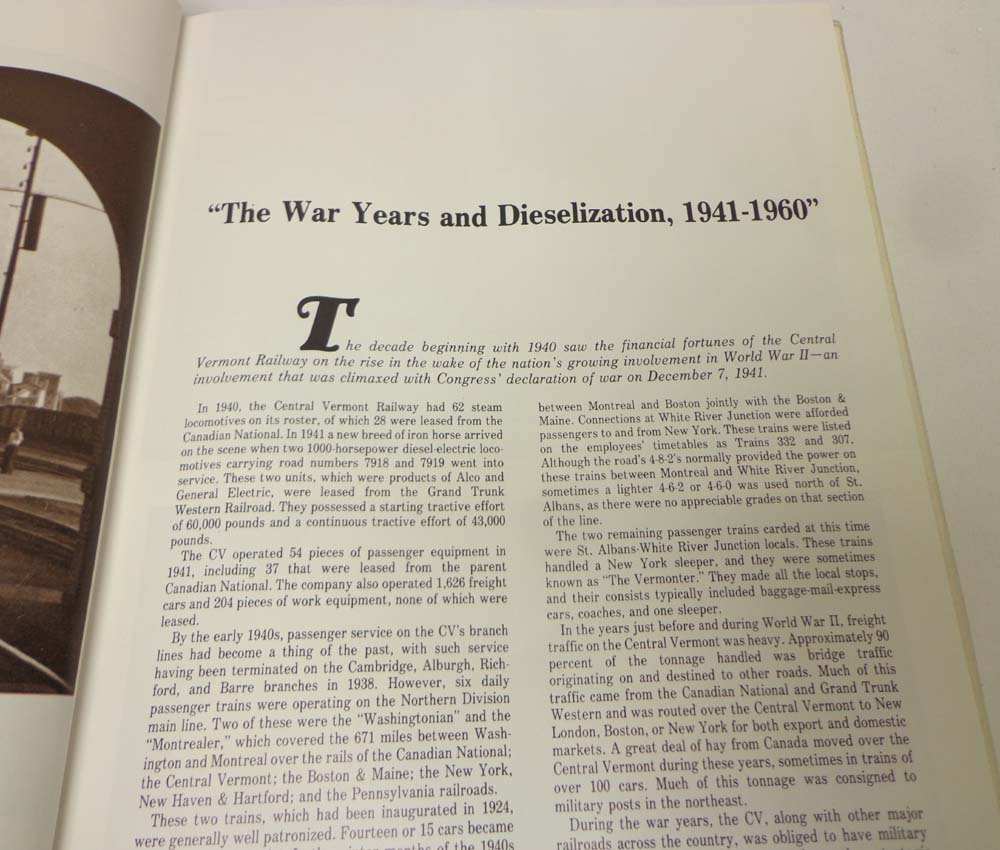 “The War Years and Dieselization, 1941-1960”
The decade beginning with 1940 saw the financial fortunes of the Central
Vermont Railway on the rise in the wake of the nation's growing involvement in World War II—an
involvement that was climaxed with Congress' declaration of war on December 7, 1941.
In 1940, the Central Vermont Railway had 62 steam
locomotives on its roster, of which 28 were leased from the
Canadian National. In 1941 a new breed of iron horse arrived
on the scene when two 1000-horsepower diesel-electric loco-
motives carrying road numbers 7918 and 7919 went into
service. These two units, which were products of Alco and
General Electric, were leased from the Grand Trunk
Western Railroad. They possessed a starting tractive effort
of 60,000 pounds and a continuous tractive effort of 43,000
pounds.
The CV operated 54 pieces of passenger equipment in
1941, including 37 that were leased from the parent
Canadian National. The company also operated 1,626 freight
cars and 204 pieces of work equipment, none of which were
leased.
By the early 1940s, passenger service on the CV's branch
lines had become a thing of the past, with such service
having been terminated on the Cambridge, Alburgh, Rich-
ford, and Barre branches in 1938. However, six daily
passenger trains were operating on the Northern Division
main line. Two of these were the “Washingtonian” and the
“Montrealer,” which covered the 671 miles between Wash-
ington and Montreal over the rails of the Canadian National;
the Central Vermont; the Boston & Maine; the New York,
New Haven & Hartford; and the Pennsylvania railroads.
These two trains, which had been inaugurated in 1924,
were generally well patronized. Fourteen or 15 cars became
months of the 1940s
between Montreal and Boston jointly with the Boston &
Maine. Connections at White River Junction were afforded
passengers to and from New York. These trains were listed
on the employees' timetables as Trains 332 and 307.
Although the road's 4-8-2's normally provided the power on
these trains between Montreal and White River Junction,
sometimes a lighter 4-6-2 or 4-6-0 was used north of St.
Albans, as there were no appreciable grades on that section
of the line.
The two remaining passenger trains carded at this time
were St. Albans-White River Junction locals. These trains
handled a New York sleeper, and they were sometimes
known as “The Vermonter.” They made all the local stops,
and their consists typically included baggage-mail-express
cars, coaches, and one sleeper.
In the years just before and during World War II, freight
traffic on the Central Vermont was heavy. Approximately 90
percent of the tonnage handled was bridge traffic
originating on and destined to other roads. Much of this
traffic came from the Canadian National and Grand Trunk
Western and was routed over the Central Vermont to New
London, Boston, or New York for both export and domestic
markets. A great deal of hay from Canada moved over the
Central Vermont during these years, sometimes in trains of
over 100 cars. Much of this tonnage was consigned to
military posts in the northeast.
During the war years, the CV, along with other major
railroads across the country, was obliged to have military